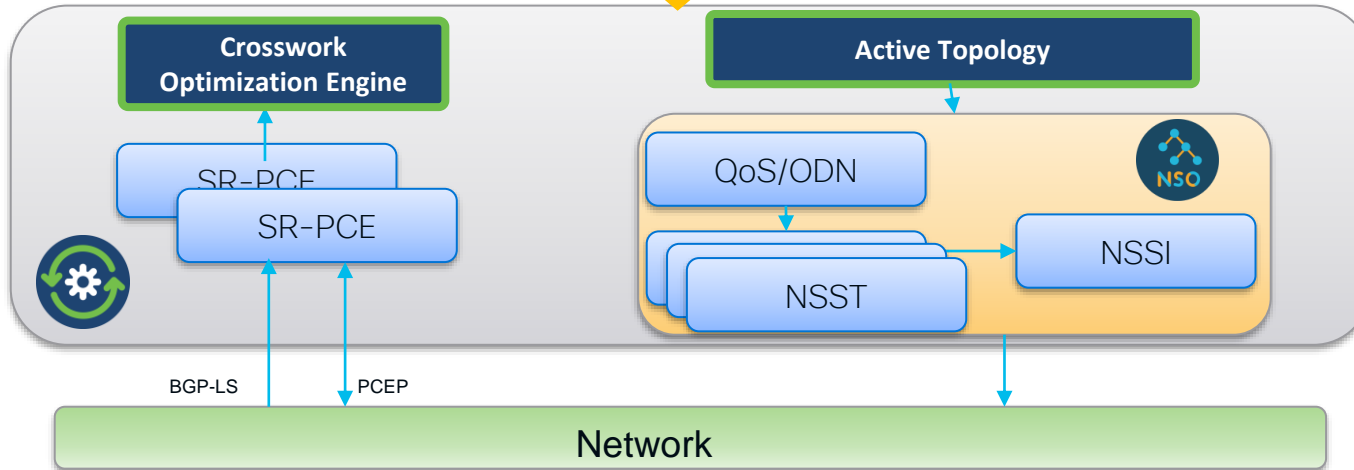 Crosswork
Optimization Engine
Active Topology
SR-PCE
SR-PCE
QoS/ODN
NSO
NSSI
NSST
BGP-LS
PCEP
Network